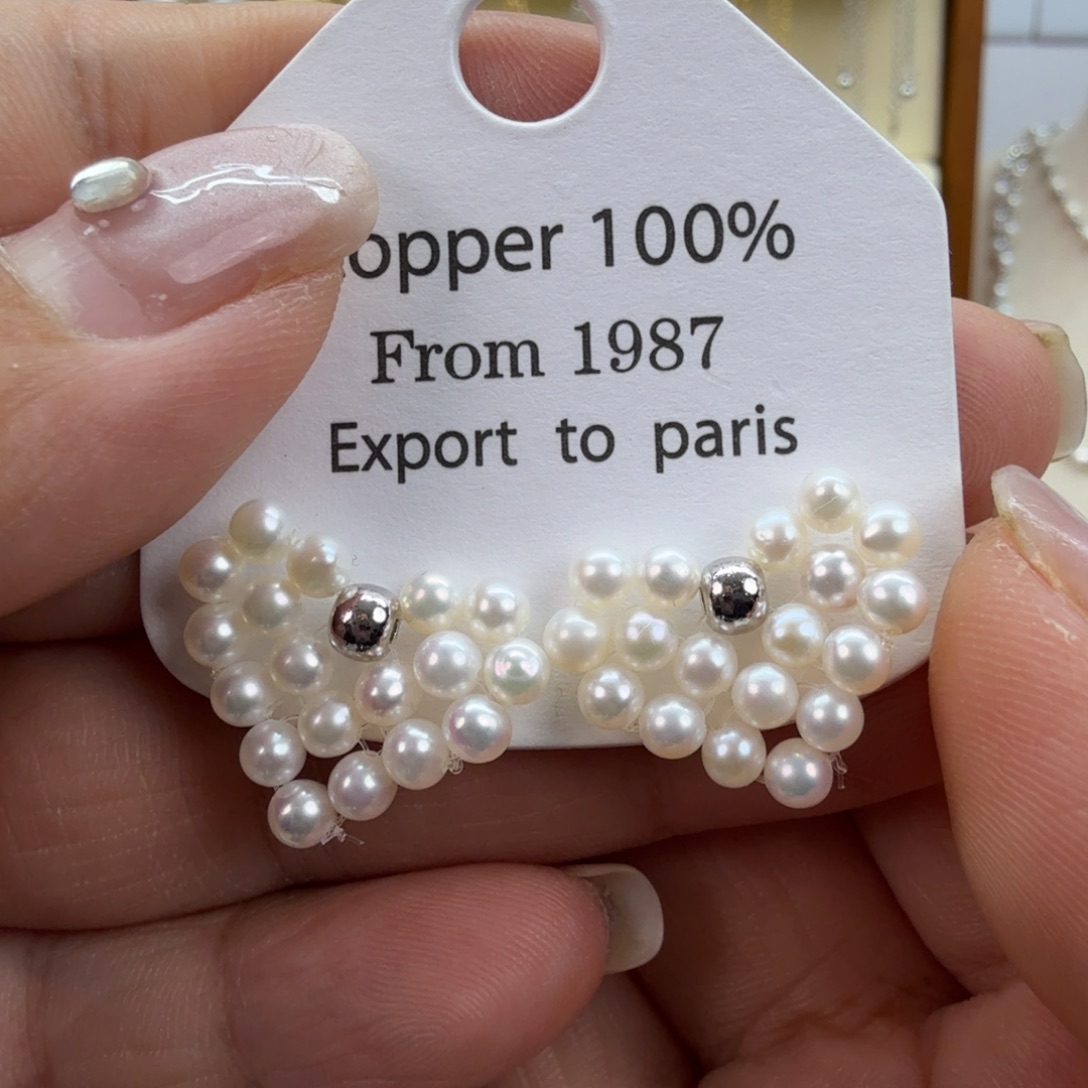 opper 100%
From 1987
Export to paris